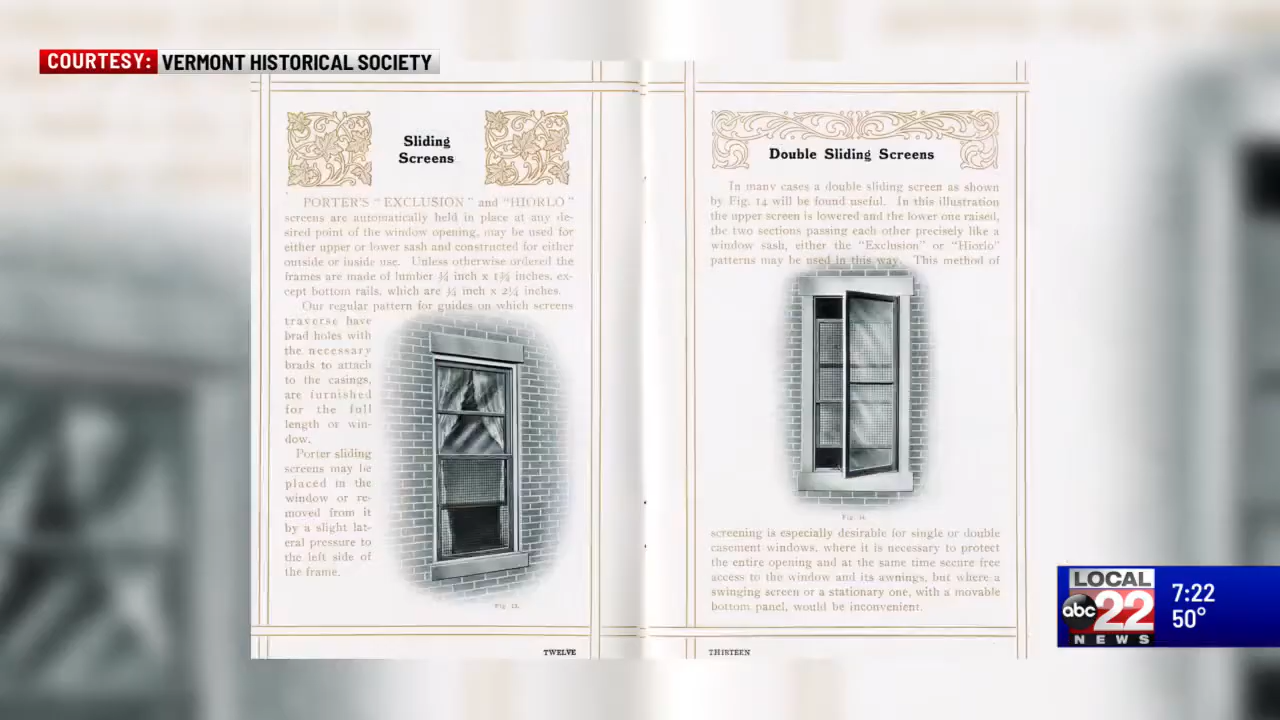 COURTESY: VERMONT HISTORICAL SOCIETY
Sliding
Screens
PORTER'S "EXCLUSION" and "HIORLO"
screens are automatically held in place at any de-
sired point of the window opening, may be used for
either upper or lower sash and constructed for either
outside or inside use. Unless otherwise ordered the
frames are made of lumber ¾ inch x 1¾ inches, ex-
cept bottom rails, which are ¾ inch x 2¼ inches.
Our regular pattern for guides on which screens
traverse have
brad holes with
the necessary
brads to attach
to the casings,
are furnished
for the full
length or win-
dow.
Porter sliding
screens may be
placed in the
window or re-
moved from it
by a slight lat-
eral pressure to
the left side of
the frame.
TWELVE
Double Sliding Screens
In many cases a double sliding screen as shown
by Fig. 14 will be found useful. In this illustration
the upper screen is lowered and the lower one raised,
the two sections passing each other precisely like a
window sash, either the "Exclusion" or "Hiorlo"
patterns may be used in this way. This method of
Fig. 14.
screening is especially desirable for single or double
casement windows, where it is necessary to protect
the entire opening and at the same time secure free
access to the window and its awnings, but where a
swinging screen or a stationary one, with a movable
bottom panel, would be inconvenient.
THIRTEEN
LOCAL
abc 22
NEWS
7:22
50°